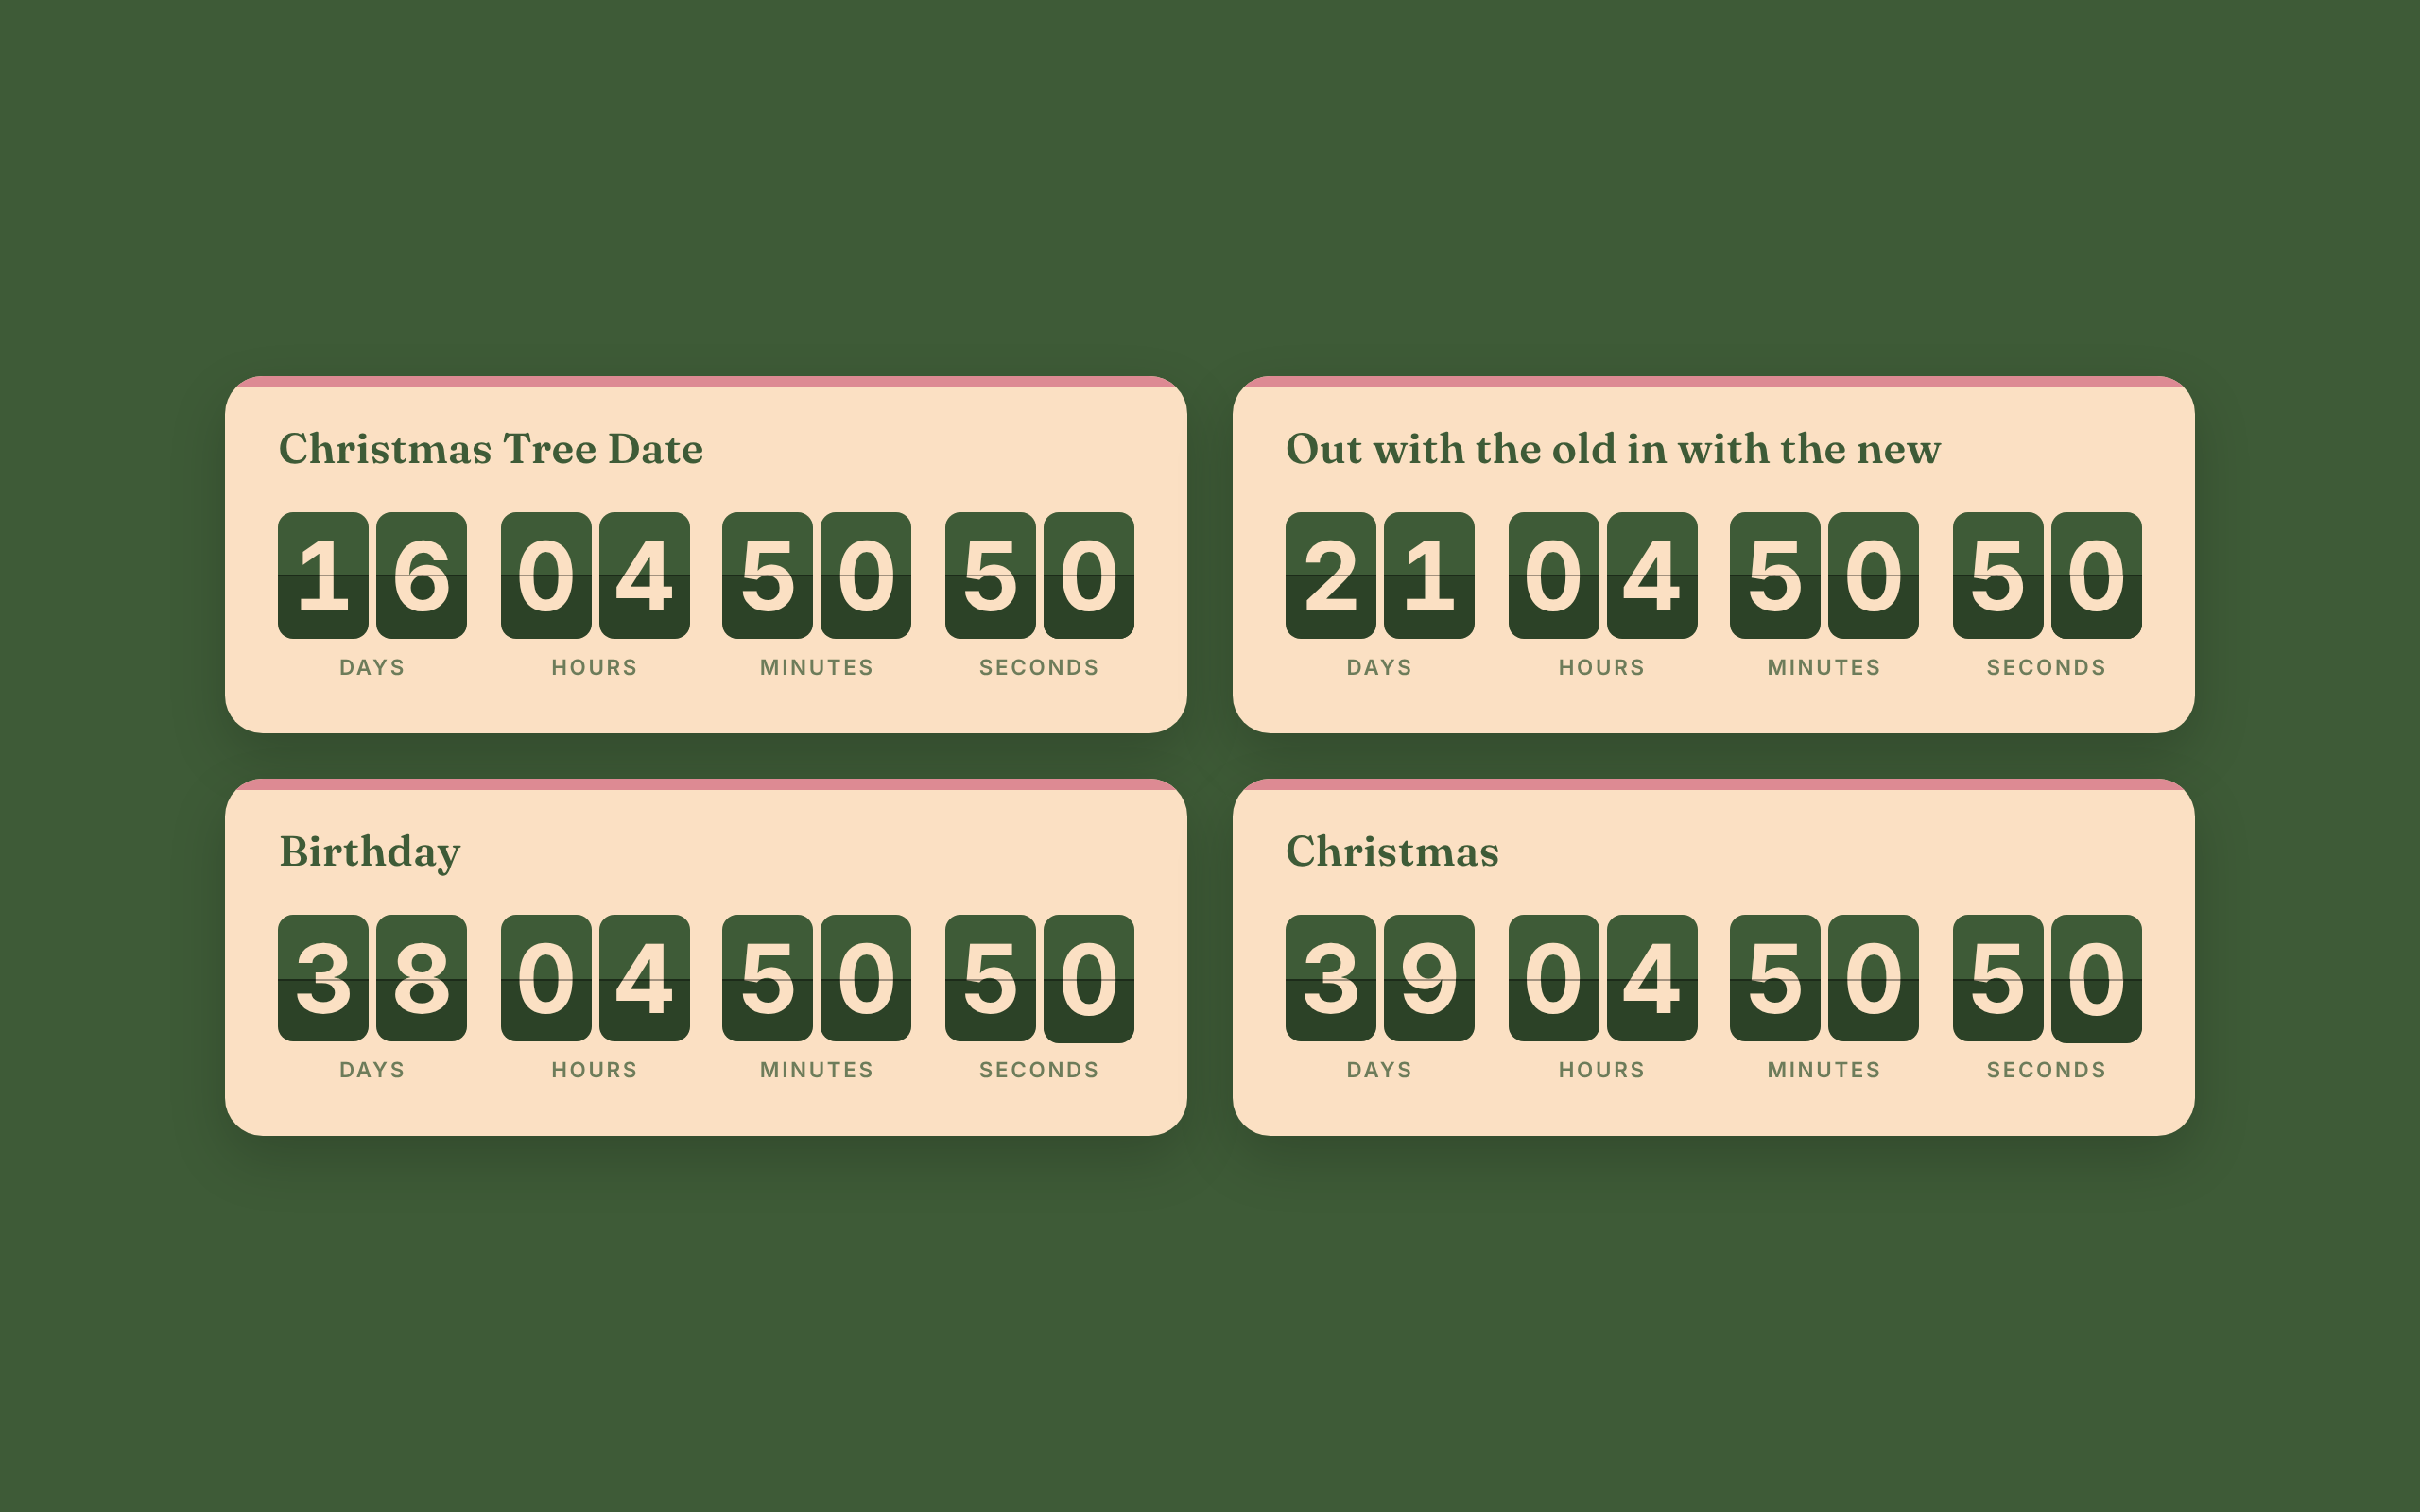 Christmas Tree Date
16 04 50 50
DAYS HOURS MINUTES SECONDS
Out with the old in with the new
21 04 50 50
DAYS HOURS MINUTES SECONDS
Birthday
38 04 50 50
DAYS HOURS MINUTES SECONDS
Christmas
39 04 50 50
DAYS HOURS MINUTES SECONDS